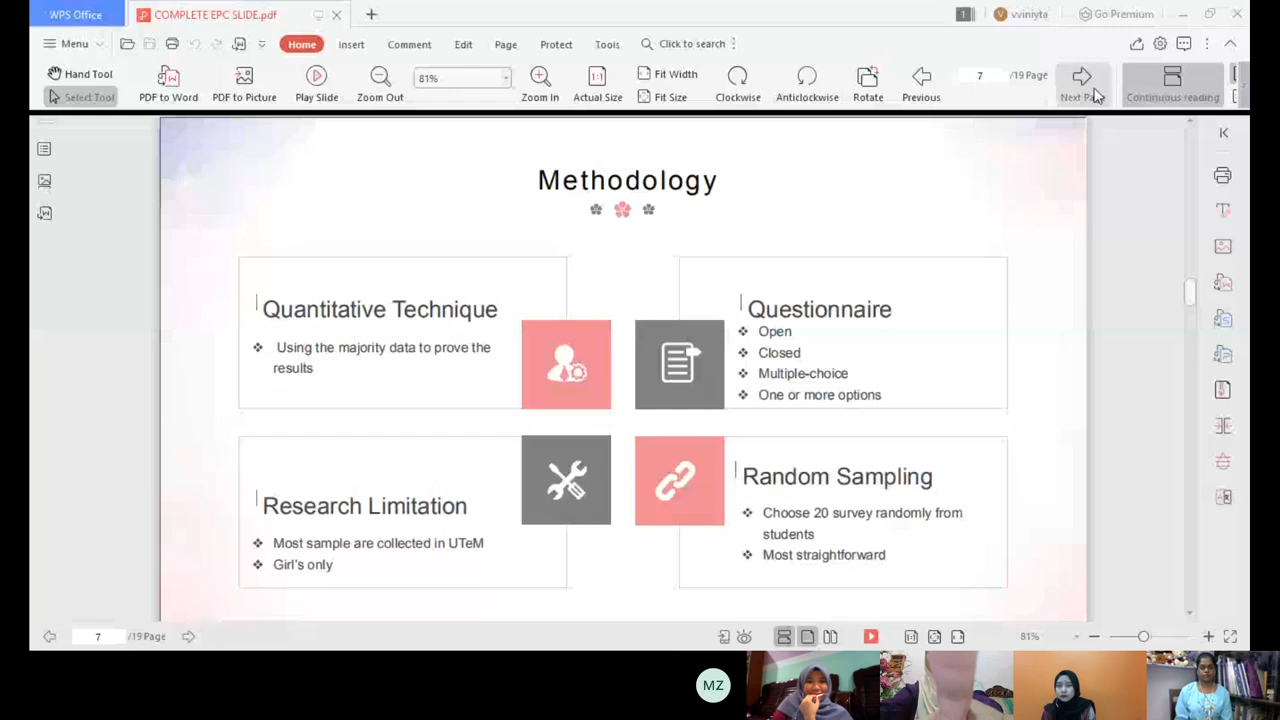 WPS Office
COMPLETE EPC SLIDE.pdf
1
V
vviniyta
Go Premium
Menu
Home
Insert
Comment
Edit
Page
Protect
Tools
Click to search
Hand Tool
Select Tool
PDF to Word
PDF to Picture
Play Slide
Zoom Out
81%
Zoom In
1:1
Actual Size
Fit Width
Fit Size
Clockwise
Anticlockwise
Rotate
Previous
7
/19 Page
Continuous reading
Methodology
Quantitative Technique
Using the majority data to prove the
results
Questionnaire
Open
Closed
Multiple-choice
One or more options
Research Limitation
Most sample are collected in UTeM
Girl's only
Random Sampling
Choose 20 survey randomly from
students
Most straightforward
7
/19 Page
81%
MZ